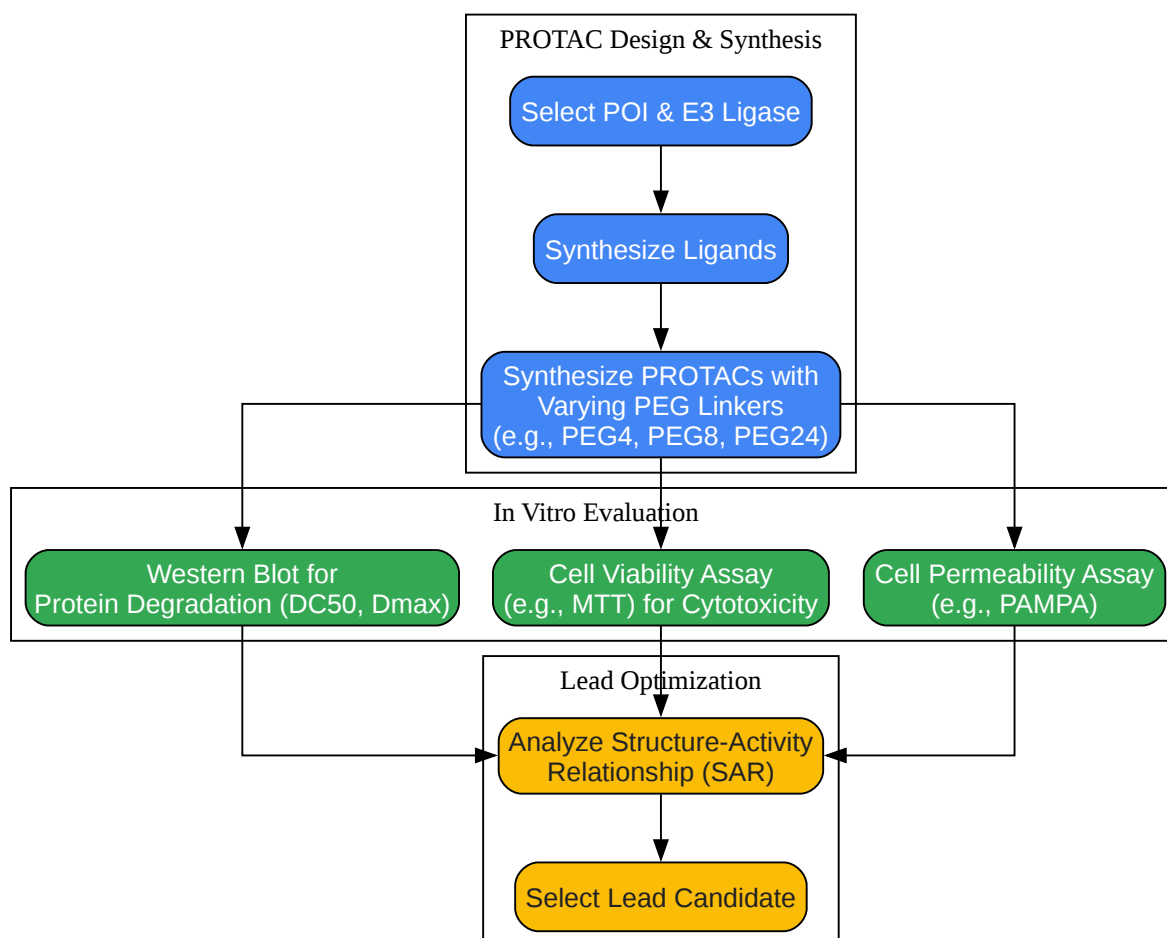 PROTAC Design & Synthesis
Select POI & E3 Ligase
Synthesize Ligands
Synthesize PROTACs with
Varying PEG Linkers
(e.g., PEG4, PEG8, PEG24)
In Vitro Evaluation
Western Blot for
Protein Degradation (DC50, Dmax)
Cell Viability Assay
(e.g., MTT) for Cytotoxicity
Cell Permeability Assay
(e.g., PAMPA)
Lead Optimization
Analyze Structure-Activity
Relationship (SAR)
Select Lead Candidate